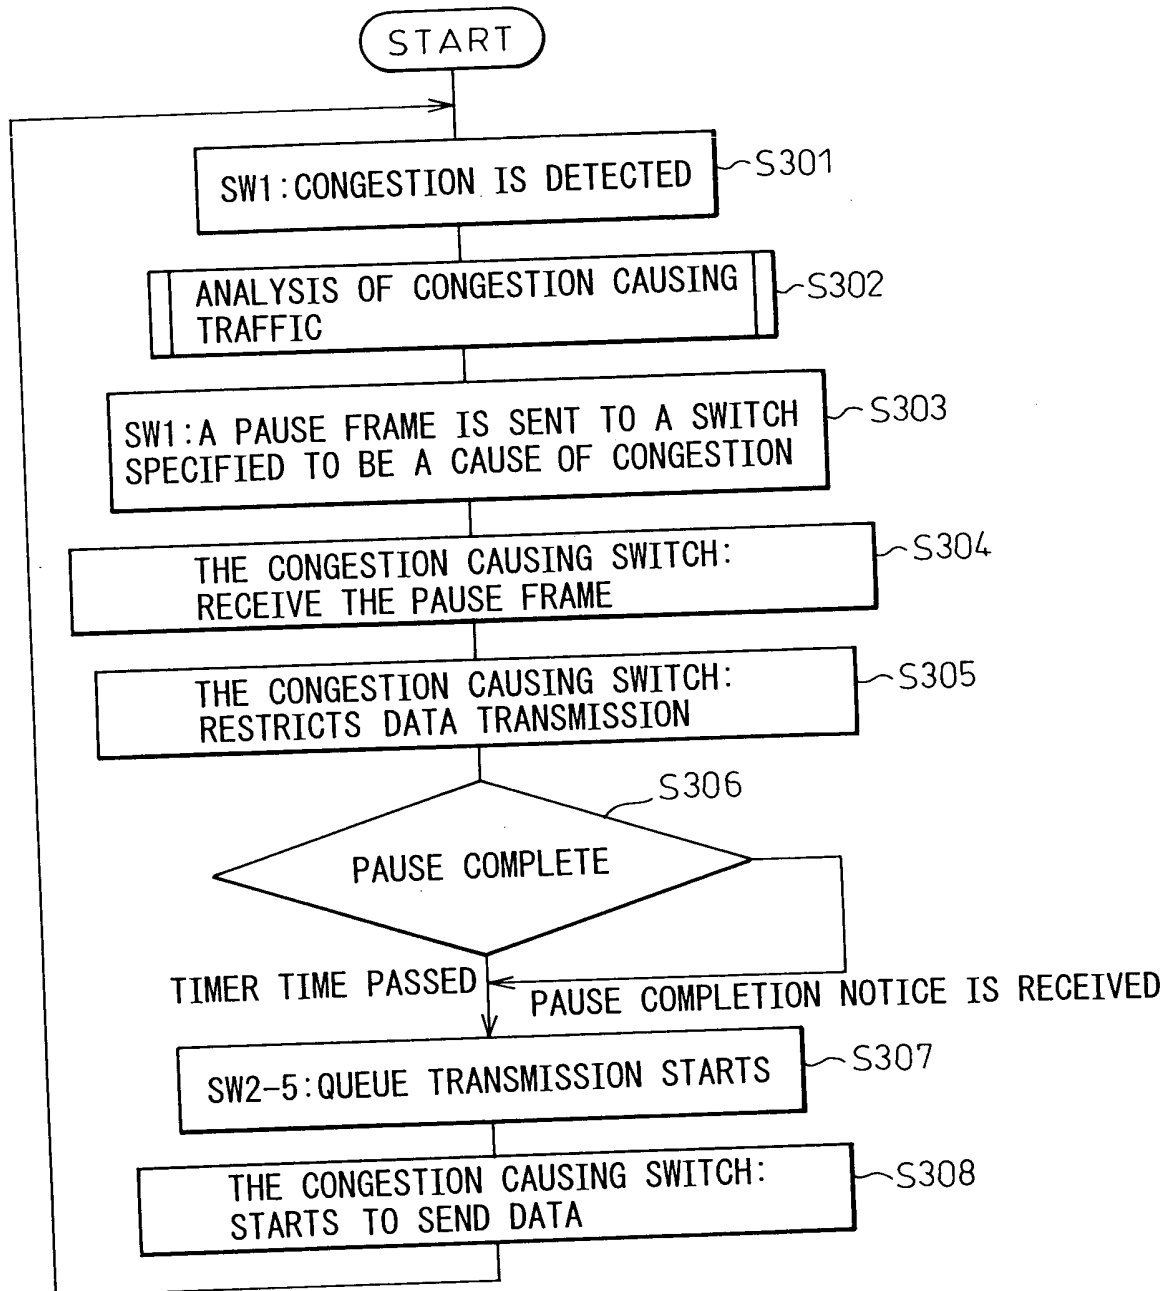 START
SW1:CONGESTION IS DETECTED
S301
ANALYSIS OF CONGESTION CAUSING
TRAFFIC
S302
SW1:A PAUSE FRAME IS SENT TO A SWITCH
SPECIFIED TO BE A CAUSE OF CONGESTION
S303
THE CONGESTION CAUSING SWITCH:
RECEIVE THE PAUSE FRAME
S304
THE CONGESTION CAUSING SWITCH:
RESTRICTS DATA TRANSMISSION
S305
S306
PAUSE COMPLETE
TIMER TIME PASSED
PAUSE COMPLETION NOTICE IS RECEIVED
SW2-5:QUEUE TRANSMISSION STARTS
S307
THE CONGESTION CAUSING SWITCH:
STARTS TO SEND DATA
S308